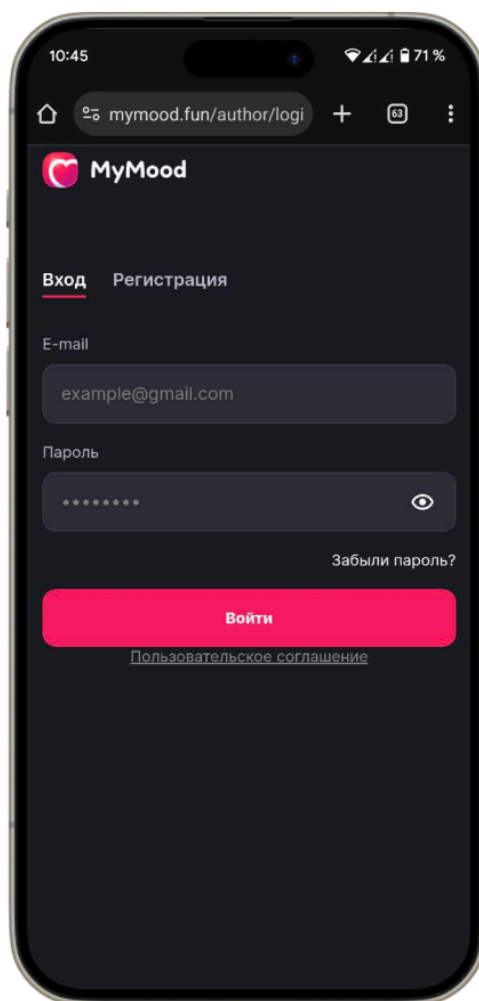 10:45
71 %
mymood.fun/author/logi
63
MyMood
Вход Регистрация
E-mail
example@gmail.com
Пароль
Забыли пароль?
Войти
Пользовательское соглашение